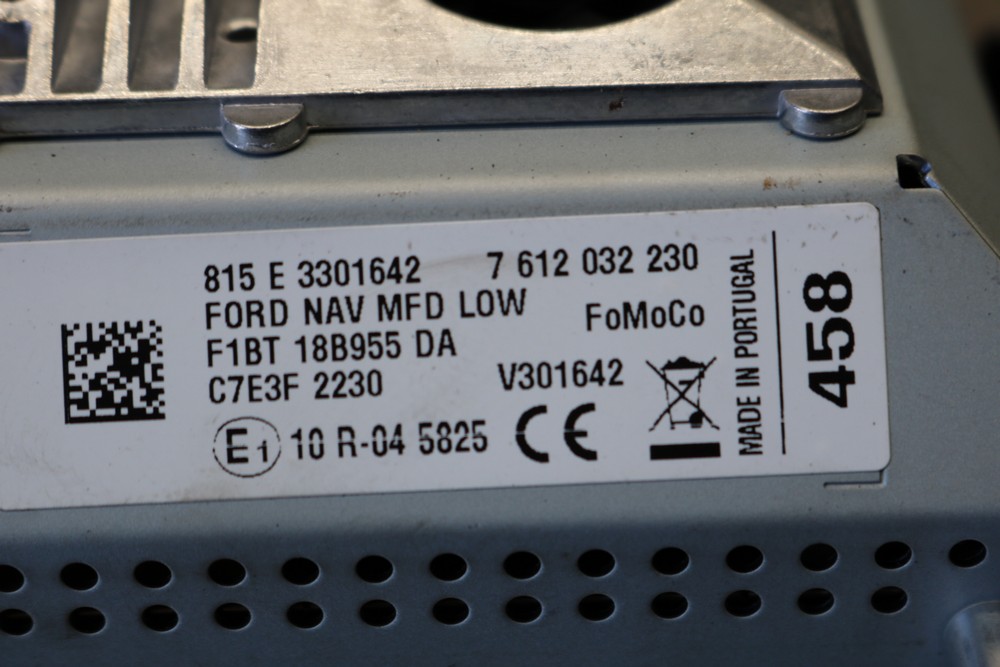 815 E 3301642 7 612 032 230
FORD NAV MFD LOW
FoMoCo
F1BT 18B955 DA
C7E3F 2230
V301642
E1 10 R-04 5825 CE
MADE IN PORTUGAL
458